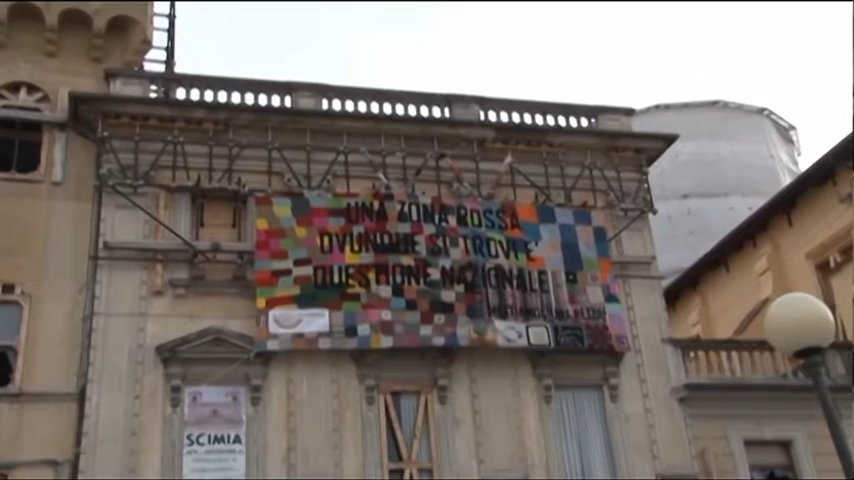 UNA ZONA ROSSA
OVUNQUE SI TROVI E'
QUESTIONE NAZIONALE
SCIMIA